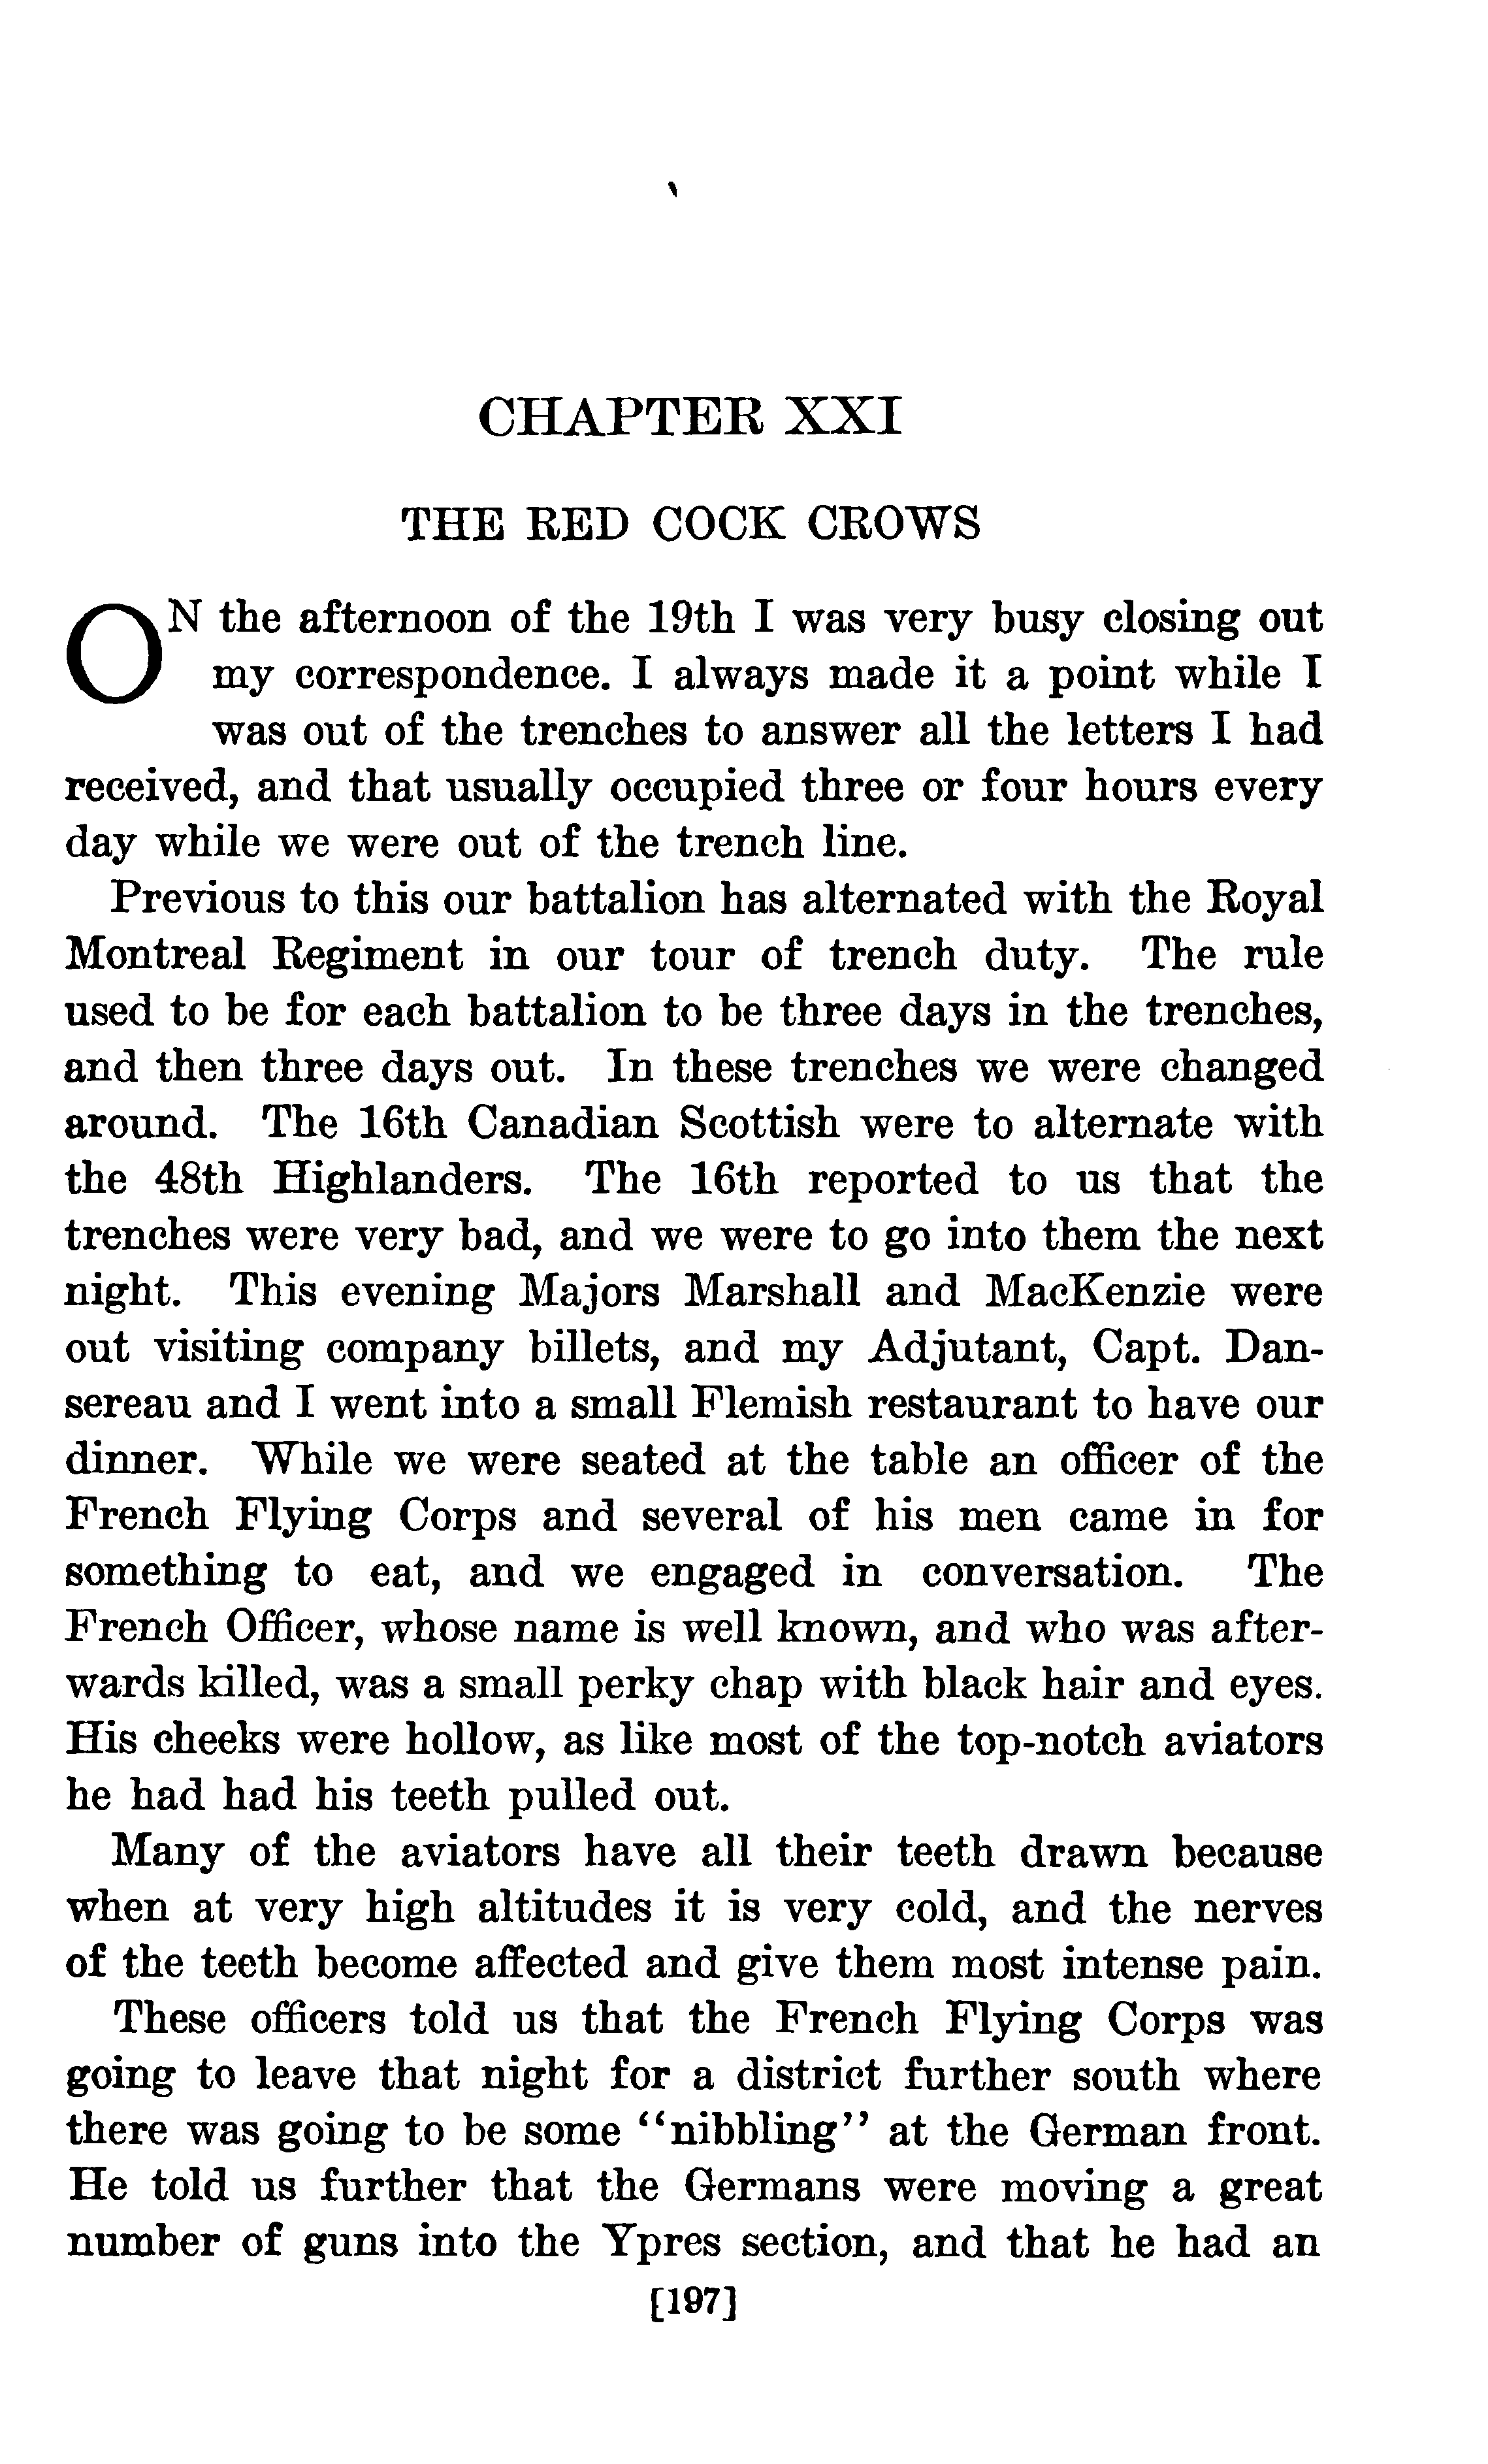 CHAPTER XXI
THE RED COCK CROWS
ON the afternoon of the 19th I was very busy closing out
my correspondence. I always made it a point while I
was out of the trenches to answer all the letters I had
received, and that usually occupied three or four hours every
day while we were out of the trench line.
Previous to this our battalion has alternated with the Royal
Montreal Regiment in our tour of trench duty. The rule
used to be for each battalion to be three days in the trenches,
and then three days out. In these trenches we were changed
around. The 16th Canadian Scottish were to alternate with
the 48th Highlanders. The 16th reported to us that the
trenches were very bad, and we were to go into them the next
night. This evening Majors Marshall and MacKenzie were
out visiting company billets, and my Adjutant, Capt. Dan-
sereau and I went into a small Flemish restaurant to have our
dinner. While we were seated at the table an officer of the
French Flying Corps and several of his men came in for
something to eat, and we engaged in conversation. The
French Officer, whose name is well known, and who was after-
wards killed, was a small perky chap with black hair and eyes.
His cheeks were hollow, as like most of the top-notch aviators
he had had his teeth pulled out.
Many of the aviators have all their teeth drawn because
when at very high altitudes it is very cold, and the nerves
of the teeth become affected and give them most intense pain.
These officers told us that the French Flying Corps was
going to leave that night for a district further south where
there was going to be some "nibbling" at the German front.
He told us further that the Germans were moving a great
number of guns into the Ypres section, and that he had an
[197]